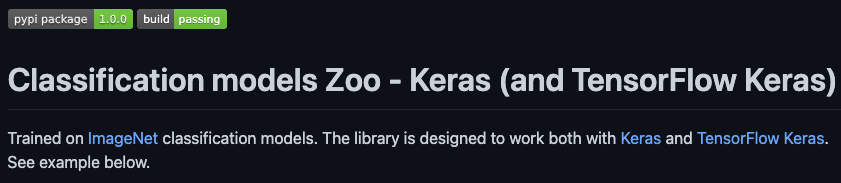 pypi package 1.0.0 build passing
Classification models Zoo - Keras (and TensorFlow Keras)
Trained on ImageNet classification models. The library is designed to work both with Keras and TensorFlow Keras.
See example below.